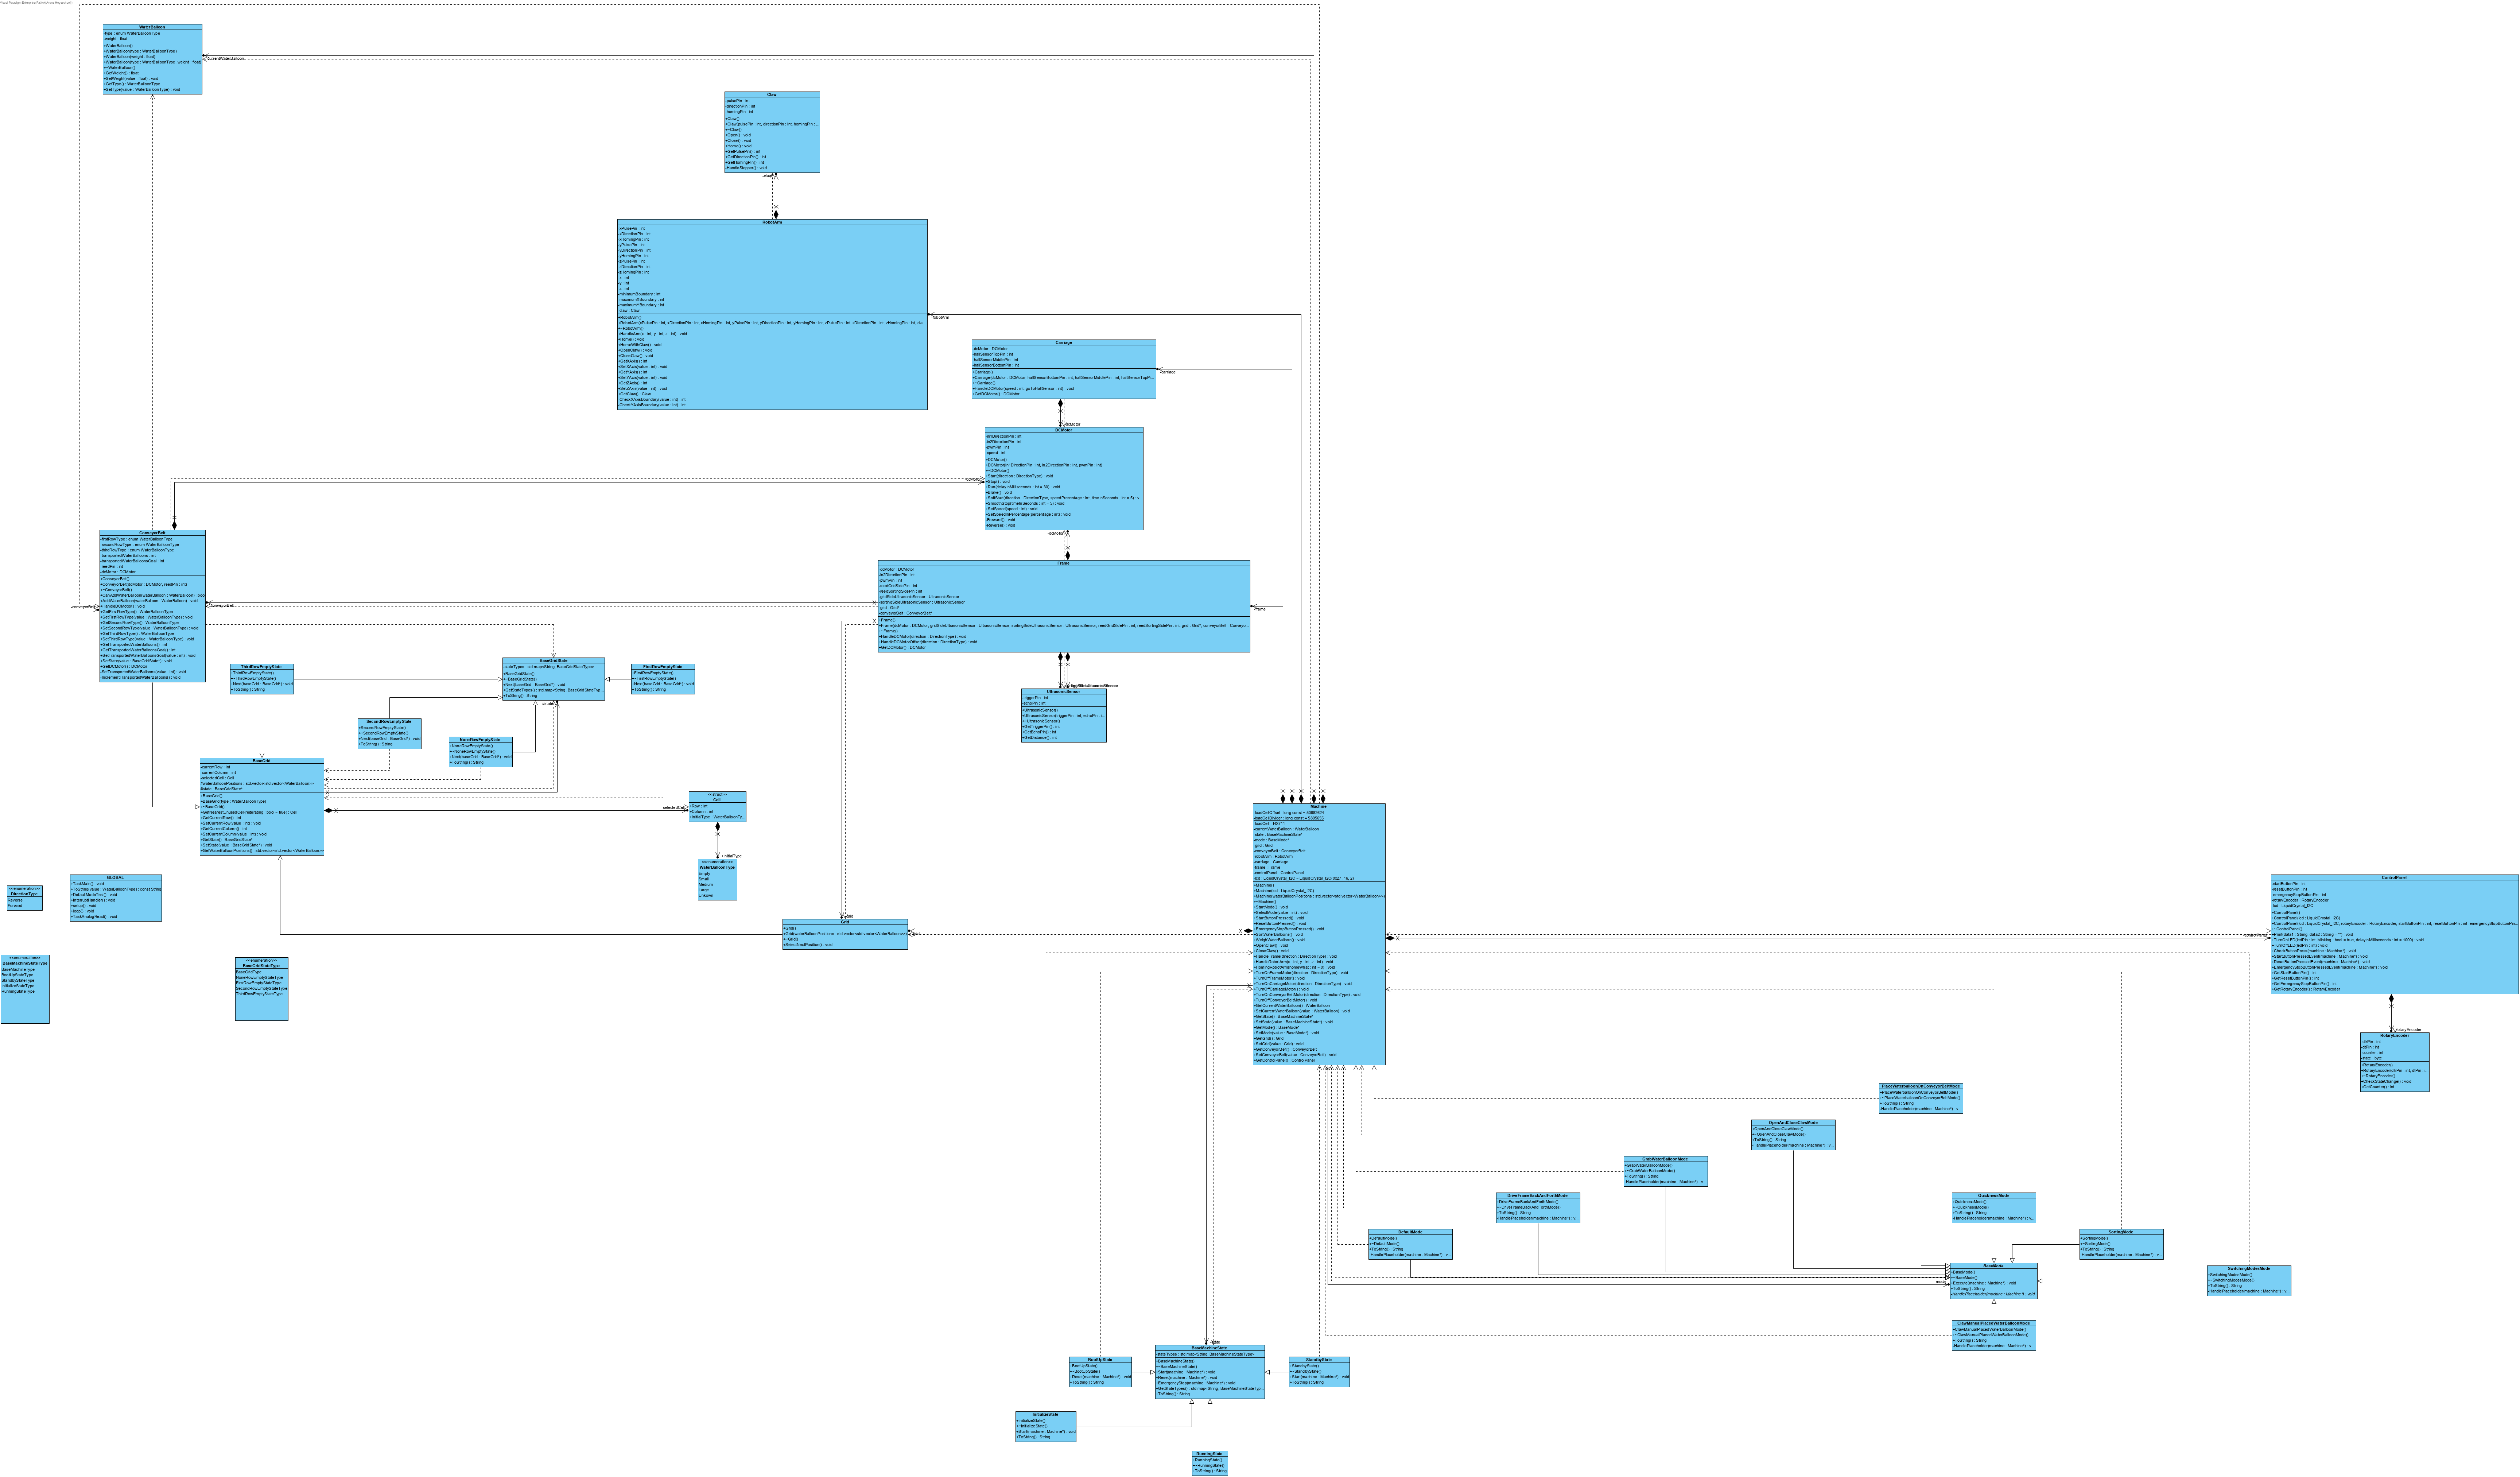 WaterBalloon
-type : enum WaterBalloonType
-weight : float
+WaterBalloon()
+WaterBalloon(type : WaterBalloonType)
+WaterBalloon(weight : float)
+WaterBalloon(type : WaterBalloonType, weight : float)
+~WaterBalloon()
+GetWeight() : float
+SetWeight(value : float) : void
+GetType() : WaterBalloonType
+SetType(value : WaterBalloonType) : void
-currentWaterBalloon
Claw
-pulsePin : int
-directionPin : int
-homingPin : int
+Claw()
+Claw(pulsePin : int, directionPin : int, homingPin : ...
+~Claw()
+Open() : void
+Close() : void
+Home() : void
+GetPulsePin() : int
+GetDirectionPin() : int
+GetHomingPin() : int
-HandleStepper() : void
-claw
RobotArm
-xPulsePin : int
-xDirectionPin : int
-xHomingPin : int
-yPulsePin : int
-yDirectionPin : int
-yHomingPin : int
-zPulsePin : int
-zDirectionPin : int
-zHomingPin : int
-x : int
-y : int
-z : int
-minimumBoundary : int
-maximumXBoundary : int
-maximumYBoundary : int
-claw : Claw
+RobotArm()
+RobotArm(xPulsePin : int, xDirectionPin : int, xHomingPin : int, yPulsePin : int, yDirectionPin : int, yHomingPin : int, zPulsePin : int, zDirectionPin : int, zHomingPin : int, cla...
+~RobotArm()
+HandleArm(x : int, y : int, z : int) : void
+Home() : void
+HomeWithClaw() : void
+OpenClaw() : void
+CloseClaw() : void
+GetXAxis() : int
+SetXAxis(value : int) : void
+GetYAxis() : int
+SetYAxis(value : int) : void
+GetZAxis() : int
+SetZAxis(value : int) : void
+GetClaw() : Claw
-CheckXAxisBoundary(value : int) : int
-CheckYAxisBoundary(value : int) : int
-robotArm
Carriage
-dcMotor : DCMotor
-hallSensorTopPin : int
-hallSensorMiddlePin : int
-hallSensorBottomPin : int
+Carriage()
+Carriage(dcMotor : DCMotor, hallSensorBottomPin : int, hallSensorMiddlePin : int, hallSensorTopPi...
+~Carriage()
+HandleDCMotor(speed : int, goToHallSensor : int) : void
+GetDCMotor() : DCMotor
-carriage
-dcMotor
DCMotor
-in1DirectionPin : int
-in2DirectionPin : int
-pwmPin : int
-speed : int
+DCMotor()
+DCMotor(in1DirectionPin : int, in2DirectionPin : int, pwmPin : int)
+~DCMotor()
+Start(direction : DirectionType) : void
+Stop() : void
+Run(delayInMiliseconds : int = 30) : void
+Brake() : void
+SoftStart(direction : DirectionType, speedPresentage : int, timeInSeconds : int = 5) : v...
+SmoothStop(timeInSeconds : int = 5) : void
+SetSpeed(speed : int) : void
+SetSpeedInPercentage(percentage : int) : void
-Forward() : void
-Reverse() : void
-dcMotor
-dcMotor
ConveyorBelt
-firstRowType : enum WaterBalloonType
-secondRowType : enum WaterBalloonType
-thirdRowType : enum WaterBalloonType
-transportedWaterBalloons : int
-transportedWaterBalloonsGoal : int
-reedPin : int
-dcMotor : DCMotor
+ConveyorBelt()
+ConveyorBelt(dcMotor : DCMotor, reedPin : int)
+~ConveyorBelt()
+CanAddWaterBalloon(waterBalloon : WaterBalloon) : bool
+AddWaterBalloon(waterBalloon : WaterBalloon) : void
+HandleDCMotor() : void
+GetFirstRowType() : WaterBalloonType
+SetFirstRowType(value : WaterBalloonType) : void
+GetSecondRowType() : WaterBalloonType
+SetSecondRowType(value : WaterBalloonType) : void
+GetThirdRowType() : WaterBalloonType
+SetThirdRowType(value : WaterBalloonType) : void
+GetTransportedWaterBalloons() : int
+GetTransportedWaterBalloonsGoal() : int
+SetTransportedWaterBalloonsGoal(value : int) : void
+SetState(value : BaseGridState*) : void
+GetDCMotor() : DCMotor
-SetTransportedWaterBalloons(value : int) : void
-IncrementTransportedWaterBalloons() : void
-conveyorBelt
Frame
-dcMotor : DCMotor
-in2DirectionPin : int
-pwmPin : int
-reedGridSidePin : int
-reedSortingSidePin : int
-gridSideUltrasonicSensor : UltrasonicSensor
-sortingSideUltrasonicSensor : UltrasonicSensor
-grid : Grid*
-conveyorBelt : ConveyorBelt*
+Frame()
+Frame(dcMotor : DCMotor, gridSideUltrasonicSensor : UltrasonicSensor, sortingSideUltrasonicSensor : UltrasonicSensor, reedGridSidePin : int, reedSortingSidePin : int, grid : Grid*, conveyorBelt : Conveyo...
+~Frame()
+HandleDCMotor(direction : DirectionType) : void
+HandleDCMotorOffset(direction : DirectionType) : void
+GetDCMotor() : DCMotor
-frame
UltrasonicSensor
-triggerPin : int
-echoPin : int
+UltrasonicSensor()
+UltrasonicSensor(triggerPin : int, echoPin : i...
+~UltrasonicSensor()
+GetTriggerPin() : int
+GetEchoPin() : int
+GetDistance() : int
ThirdRowEmptyState
+ThirdRowEmptyState()
+~ThirdRowEmptyState()
+Next(baseGrid : BaseGrid*) : void
+ToString() : String
BaseGridState
-stateTypes : std.map<String, BaseGridStateType>
+BaseGridState()
+~BaseGridState()
+Next(baseGrid : BaseGrid*) : void
+GetStateTypes() : std.map<String, BaseGridStateTyp...
+ToString() : String
#state
FirstRowEmptyState
+FirstRowEmptyState()
+~FirstRowEmptyState()
+Next(baseGrid : BaseGrid*) : void
+ToString() : String
SecondRowEmptyState
+SecondRowEmptyState()
+~SecondRowEmptyState()
+Next(baseGrid : BaseGrid*) : void
+ToString() : String
NoneRowEmptyState
+NoneRowEmptyState()
+~NoneRowEmptyState()
+Next(baseGrid : BaseGrid*) : void
+ToString() : String
BaseGrid
-currentRow : int
-currentColumn : int
-selectedCell : Cell
#waterBalloonPositions : std.vector<std.vector<WaterBalloon>>
#state : BaseGridState*
+BaseGrid()
+BaseGrid(type : WaterBalloonType)
+~BaseGrid()
+GetCurrentRow() : int
+SetCurrentRow(value : int) : void
+GetCurrentColumn() : int
+SetCurrentColumn(value : int) : void
+GetState() : BaseGridState*
+SetState(value : BaseGridState*) : void
+GetWaterBalloonPositions() : std.vector<std.vector<WaterBalloon>>
-selectedCell
<<struct>>
Cell
+Row : int
+Column : int
+InitialType : WaterBalloonTy...
+InitialType
<<enumeration>>
WaterBalloonType
Empty
Small
Medium
Large
Unkown
<<enumeration>>
DirectionType
Reverse
Forward
GLOBAL
+TaskMain() : void
+ToString(value : WaterBalloonType) : const String
+DefaultModeTest() : void
+InterruptHandler() : void
+setup() : void
+loop() : void
+TaskAnalogRead() : void
<<enumeration>>
BaseMachineStateType
BaseMachineType
BootUpStateType
StandbyStateType
InitializeStateType
RunningStateType
<<enumeration>>
BaseGridStateType
BaseGridType
NoneRowEmptyStateType
FirstRowEmptyStateType
SecondRowEmptyStateType
ThirdRowEmptyStateType
Grid
+Grid()
+Grid(waterBalloonPositions : std.vector<std.vector<WaterBalloon>>)
+~Grid()
+SelectNextPosition() : void
Machine
-loadCell : HX711
-currentWaterBalloon : WaterBalloon
-state : BaseMachineState*
-mode : BaseMode*
-grid : Grid
-conveyorBelt : ConveyorBelt
-robotArm : RobotArm
-carriage : Carriage
-frame : Frame
-controlPanel : ControlPanel
-lcd : LiquidCrystal_I2C = LiquidCrystal_I2C(0x27, 16, 2)
+Machine()
+Machine(lcd : LiquidCrystal_I2C)
+Machine(waterBalloonPositions : std.vector<std.vector<WaterBalloon>>)
+~Machine()
+StartMode() : void
+SelectMode(value : int) : void
+StartButtonPressed() : void
+ResetButtonPressed() : void
+EmergencyStopButtonPressed() : void
+SortWaterBalloons() : void
+WeighWaterBalloon() : void
+OpenClaw() : void
+CloseClaw() : void
+HandleFrame(direction : DirectionType) : void
+HandleRobotArm(x : int, y : int, z : int) : void
+HomingRobotArm(homeWhat : int = 0) : void
+TurnOnFrameMotor(direction : DirectionType) : void
+TurnOffFrameMotor() : void
+TurnOnCarriageMotor(direction : DirectionType) : void
+TurnOffCarriageMotor() : void
+TurnOnConveyorBeltMotor(direction : DirectionType) : void
+TurnOffConveyorBeltMotor() : void
+GetCurrentWaterBalloon() : WaterBalloon
+SetCurrentWaterBalloon(value : WaterBalloon) : void
+GetState() : BaseMachineState*
+SetState(value : BaseMachineState*) : void
+GetMode() : BaseMode*
+SetMode(value : BaseMode*) : void
+GetGrid() : Grid
+SetGrid(value : Grid) : void
+GetConveyorBelt() : ConveyorBelt
+SetConveyorBelt(value : ConveyorBelt) : void
+GetControlPanel() : ControlPanel
-controlPanel
ControlPanel
-startButtonPin : int
-resetButtonPin : int
-emergencyStopButtonPin : int
-rotaryEncoder : RotaryEncoder
-lcd : LiquidCrystal_I2C
+ControlPanel()
+ControlPanel(lcd : LiquidCrystal_I2C)
+ControlPanel(lcd : LiquidCrystal_I2C, rotaryEncoder : RotaryEncoder, startButtonPin : int, resetButtonPin : int, emergencyStopButtonPin...
+~ControlPanel()
+Print(data1 : String, data2 : String = "") : void
+TurnOnLED(ledPin : int, blinking : bool = true, delayInMiliseconds : int = 1000) : void
+TurnOffLED(ledPin : int) : void
+CheckButtonPress(machine : Machine*) : void
+StartButtonPressedEvent(machine : Machine*) : void
+ResetButtonPressedEvent(machine : Machine*) : void
+EmergencyStopButtonPressedEvent(machine : Machine*) : void
+GetStartButtonPin() : int
+GetResetButtonPin() : int
+GetEmergencyStopButtonPin() : int
+GetRotaryEncoder() : RotaryEncoder
-rotaryEncoder
RotaryEncoder
-clkPin : int
-dtPin : int
-counter : int
-state : byte
+RotaryEncoder()
+RotaryEncoder(clkPin : int, dtPin : i...
+~RotaryEncoder()
+CheckStateChange() : void
+GetCounter() : int
PlaceWaterballoonOnConveyorBeltMode
+PlaceWaterballoonOnConveyorBeltMode()
+~PlaceWaterballoonOnConveyorBeltMode()
+ToString() : String
-HandlePlaceholder(machine : Machine*) : v...
OpenAndCloseClawMode
+OpenAndCloseClawMode()
+~OpenAndCloseClawMode()
+ToString() : String
-HandlePlaceholder(machine : Machine*) : v...
GrabWaterBalloonMode
+GrabWaterBalloonMode()
+~GrabWaterBalloonMode()
+ToString() : String
-HandlePlaceholder(machine : Machine*) : v...
DriveFrameBackAndForthMode
+DriveFrameBackAndForthMode()
+~DriveFrameBackAndForthMode()
+ToString() : String
-HandlePlaceholder(machine : Machine*) : v...
QuicknessMode
+QuicknessMode()
+~QuicknessMode()
+ToString() : String
-HandlePlaceholder(machine : Machine*) : v...
DefaultMode
+DefaultMode()
+~DefaultMode()
+ToString() : String
-HandlePlaceholder(machine : Machine*) : v...
SortingMode
+SortingMode()
+~SortingMode()
+ToString() : String
-HandlePlaceholder(machine : Machine*) : v...
BaseMode
+BaseMode()
+~BaseMode()
+Execute(machine : Machine*) : void
+ToString() : String
-HandlePlaceholder(machine : Machine*) : void
-mode
SwitchingModesMode
+SwitchingModesMode()
+~SwitchingModesMode()
+ToString() : String
-HandlePlaceholder(machine : Machine*) : v...
ClawManualPlacedWaterBalloonMode
+ClawManualPlacedWaterBalloonMode()
+~ClawManualPlacedWaterBalloonMode()
+ToString() : String
-HandlePlaceholder(machine : Machine*) : v...
BaseMachineState
-stateTypes : std.map<String, BaseMachineStateType>
+BaseMachineState()
+~BaseMachineState()
+Start(machine : Machine*) : void
+Reset(machine : Machine*) : void
+EmergencyStop(machine : Machine*) : void
+GetStateTypes() : std.map<String, BaseMachineStateTyp...
+ToString() : String
BootUpState
+BootUpState()
+~BootUpState()
+Reset(machine : Machine*) : void
+ToString() : String
StandbyState
+StandbyState()
+~StandbyState()
+Start(machine : Machine*) : void
+ToString() : String
InitializeState
+InitializeState()
+~InitializeState()
+Start(machine : Machine*) : void
+ToString() : String
RunningState
+RunningState()
+~RunningState()
+ToString() : String